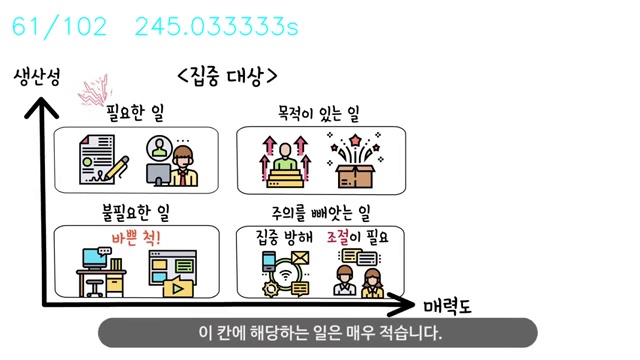 61/102 245.033333s
생산성
<집중 대상>
필요한 일
목적이 있는 일
불필요한 일
주의를 빼앗는 일
바쁜 척!
집중 방해 조절이 필요
매력도
이 칸에 해당하는 일은 매우 적습니다.